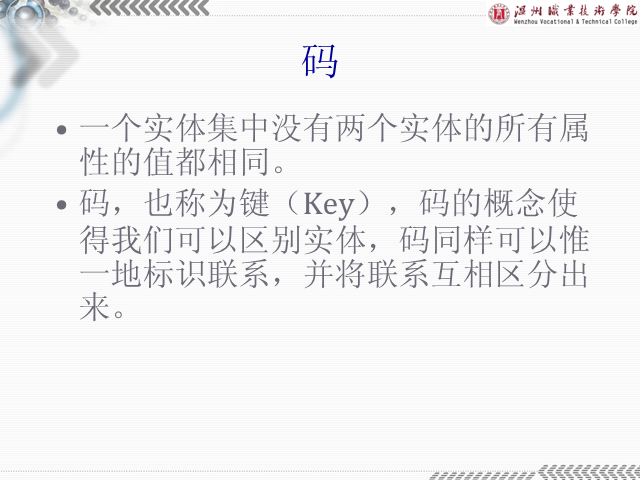 温州职业技術學院
Wenzhou Vocational & Technical College
码
• 一个实体集中没有两个实体的所有属
性的值都相同。
• 码，也称为键（Key），码的概念使
得我们可以区别实体，码同样可以惟
一地标识联系，并将联系互相区分出
来。